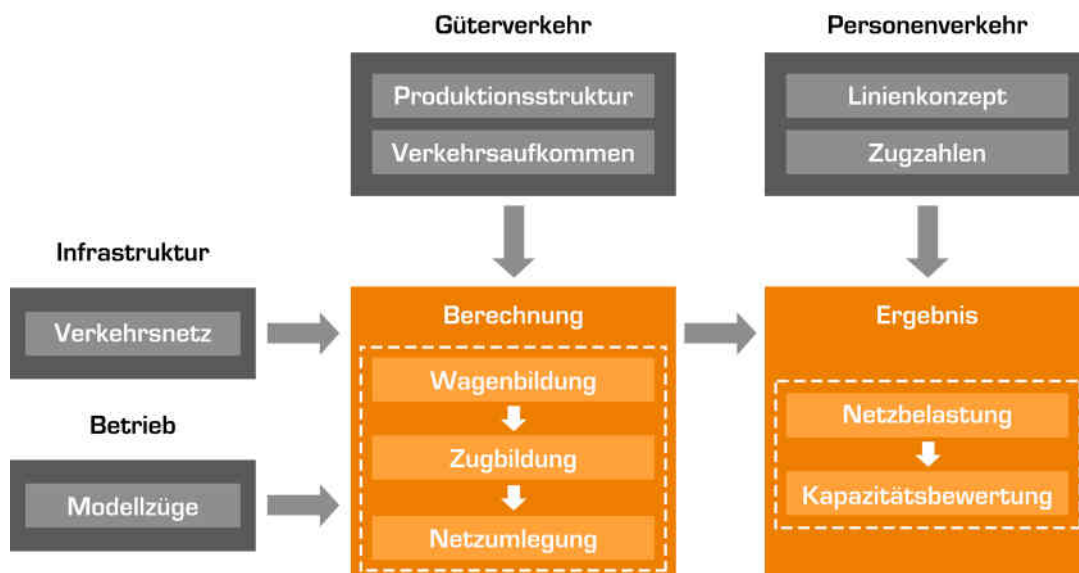 Güterverkehr
Produktionsstruktur
Verkehrsaufkommen
Personenverkehr
Linienkonzept
Zugzahlen
Infrastruktur
Verkehrsnetz
Betrieb
Modellzüge
Berechnung
Wagenbildung
Zugbildung
Netzumlegung
Ergebnis
Netzbelastung
Kapazitätsbewertung